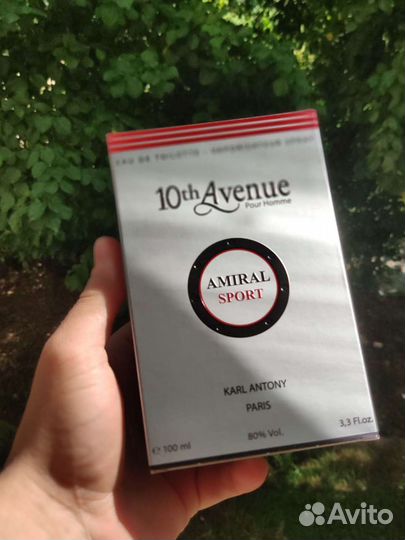 EAU DE TOILETTE - VAPORISATEUR SPRAY
10th Avenue
Pour Homme
AMIRAL
SPORT
KARL ANTONY
PARIS
e 100 ml
80% Vol.
3,3 Fl.oz.
Avito